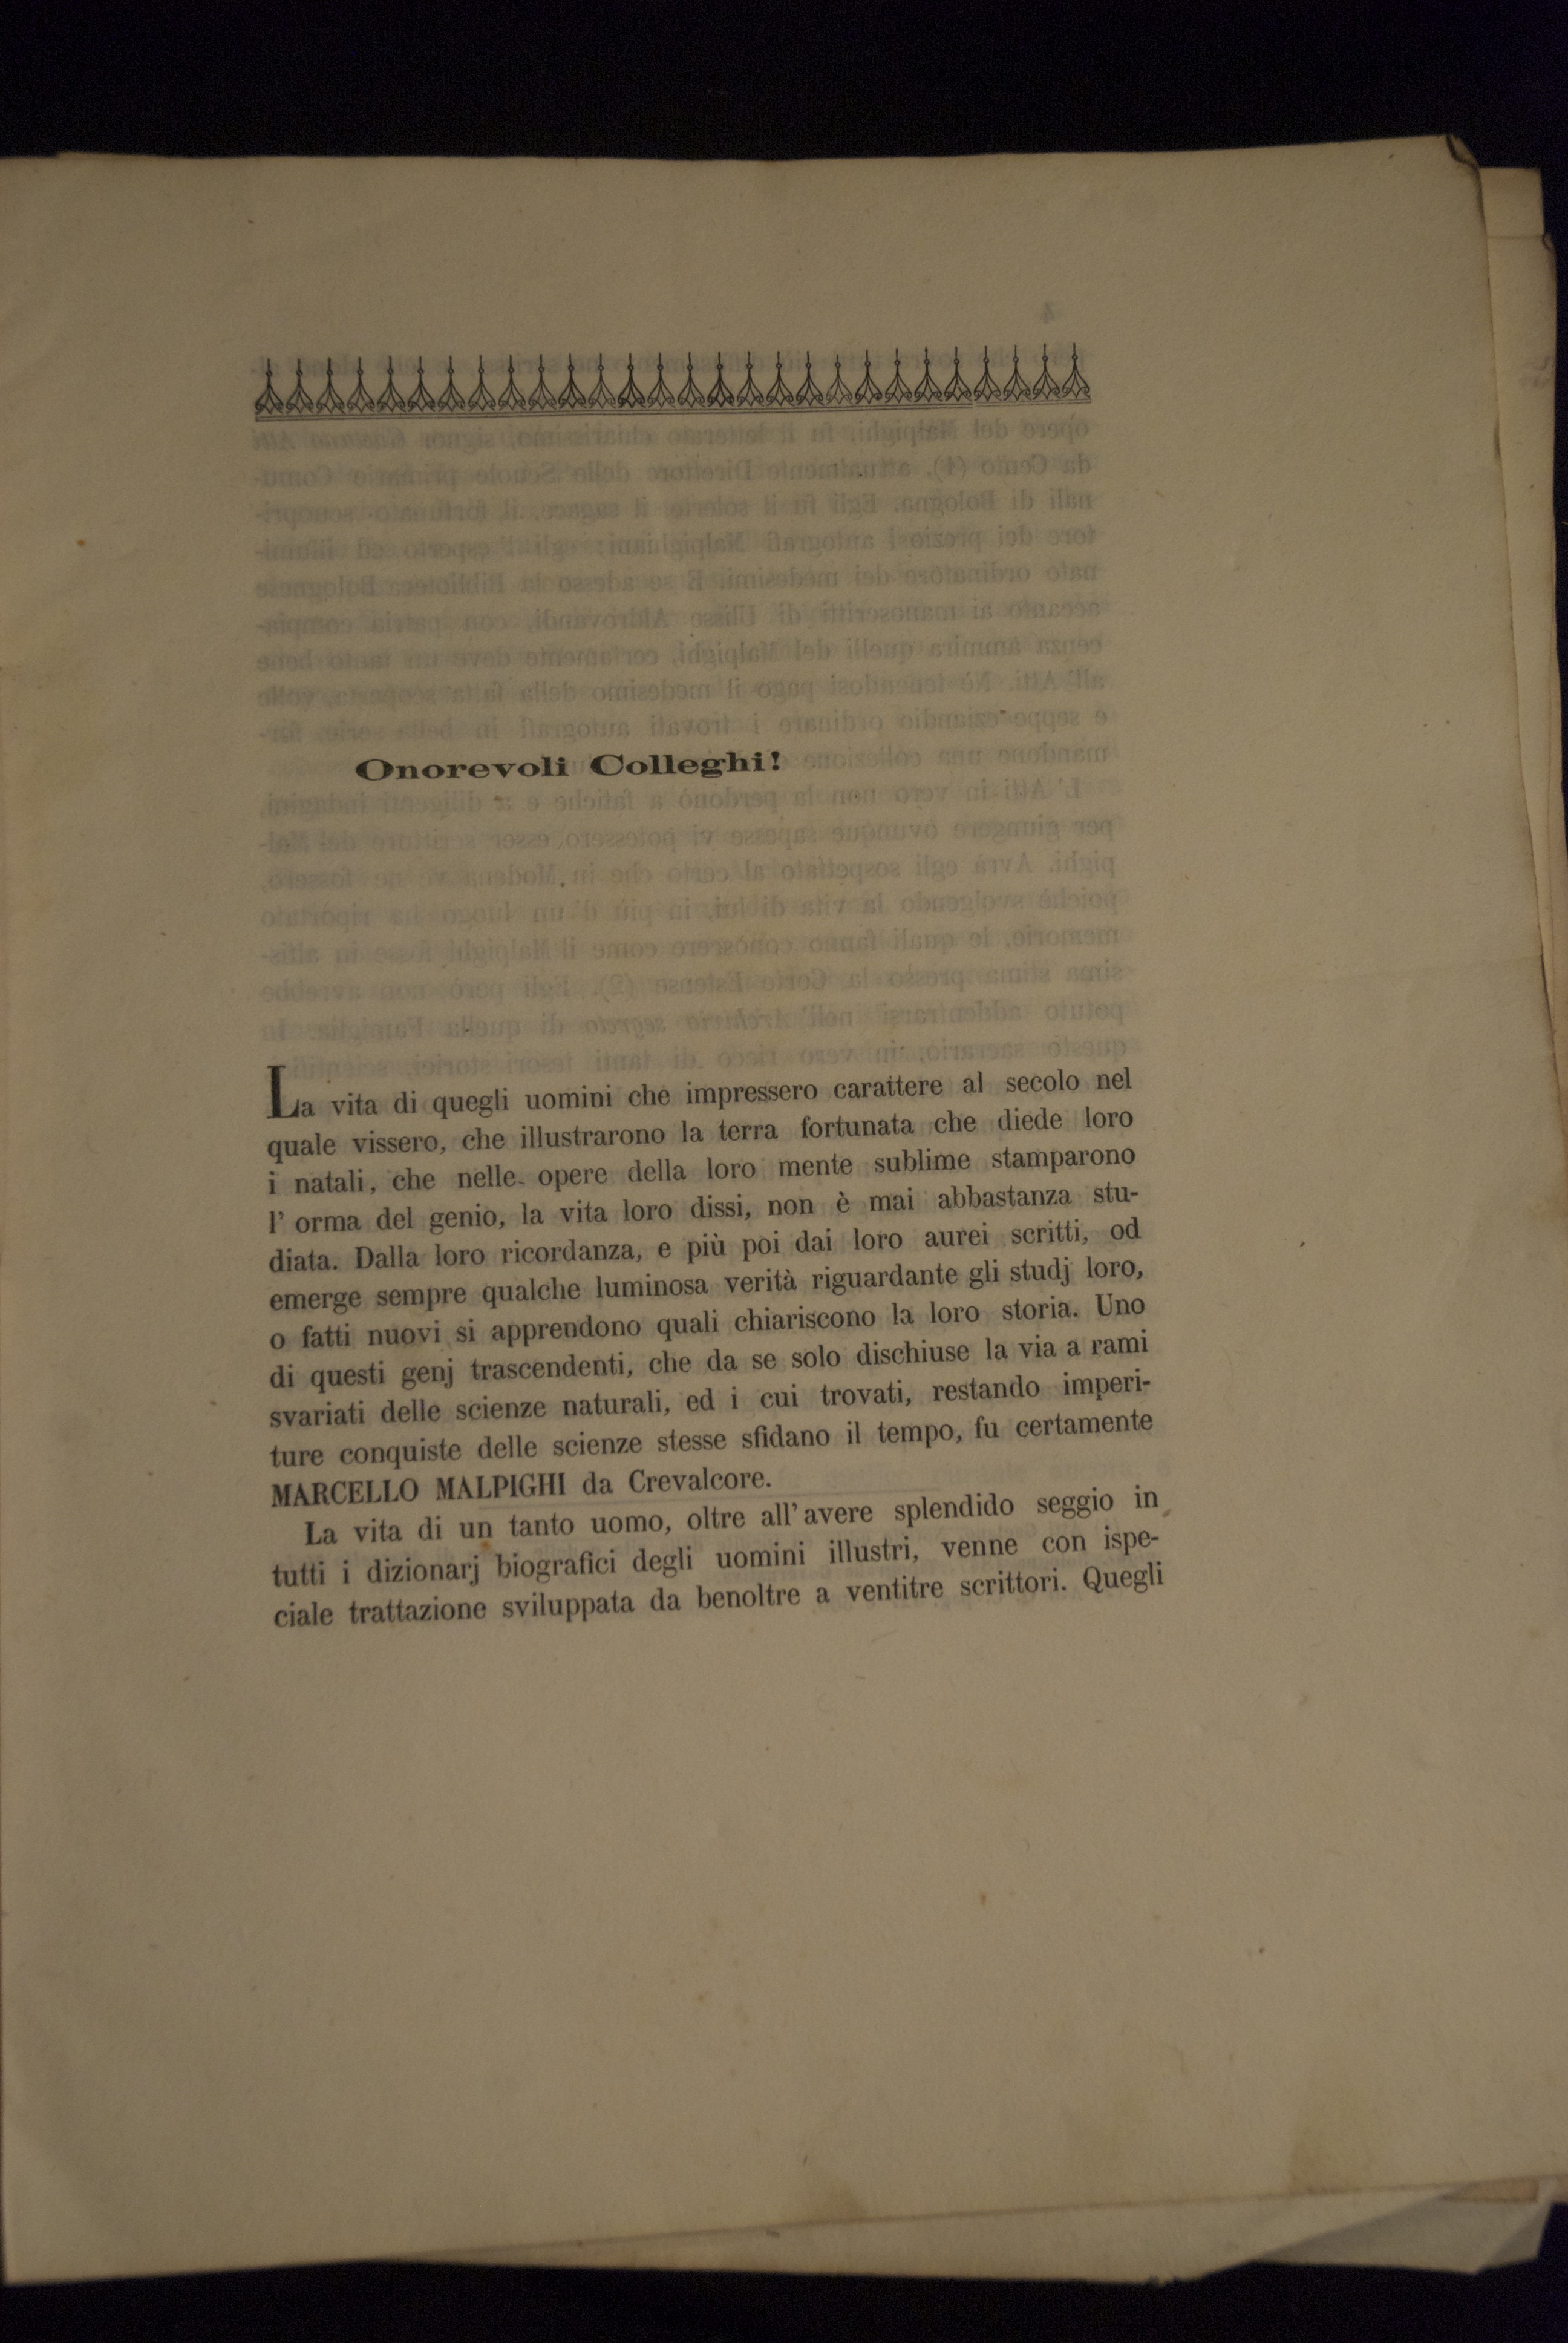 Onorevoli Colleghi!
La vita di quegli uomini che impressero carattere al secolo nel
quale vissero, che illustrarono la terra fortunata che diede loro
i natali, che nelle opere della loro mente sublime stamparono
l' orma del genio, la vita loro dissi, non è mai abbastanza stu-
diata. Dalla loro ricordanza, e più poi dai loro aurei scritti, od
emerge sempre qualche luminosa verità riguardante gli studj loro,
o fatti nuovi si apprendono quali chiariscono la loro storia. Uno
di questi genj trascendenti, che da se solo dischiuse la via a rami
svariati delle scienze naturali, ed i cui trovati, restando imperi-
ture conquiste delle scienze stesse sfidano il tempo, fu certamente
MARCELLO MALPIGHI da Crevalcore.
La vita di un tanto uomo, oltre all' avere splendido seggio in
tutti i dizionarj biografici degli uomini illustri, venne con ispe-
ciale trattazione sviluppata da benoltre a ventitre scrittori. Quegli